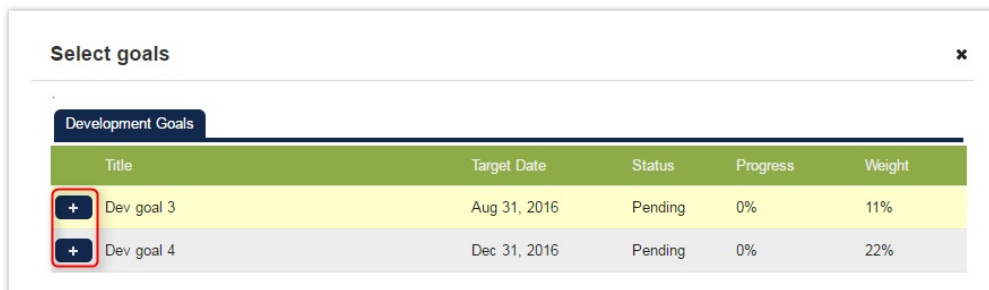 Select goals ✖
Development Goals
Title Target Date Status Progress Weight
+ Dev goal 3 Aug 31, 2016 Pending 0% 11%
+ Dev goal 4 Dec 31, 2016 Pending 0% 22%